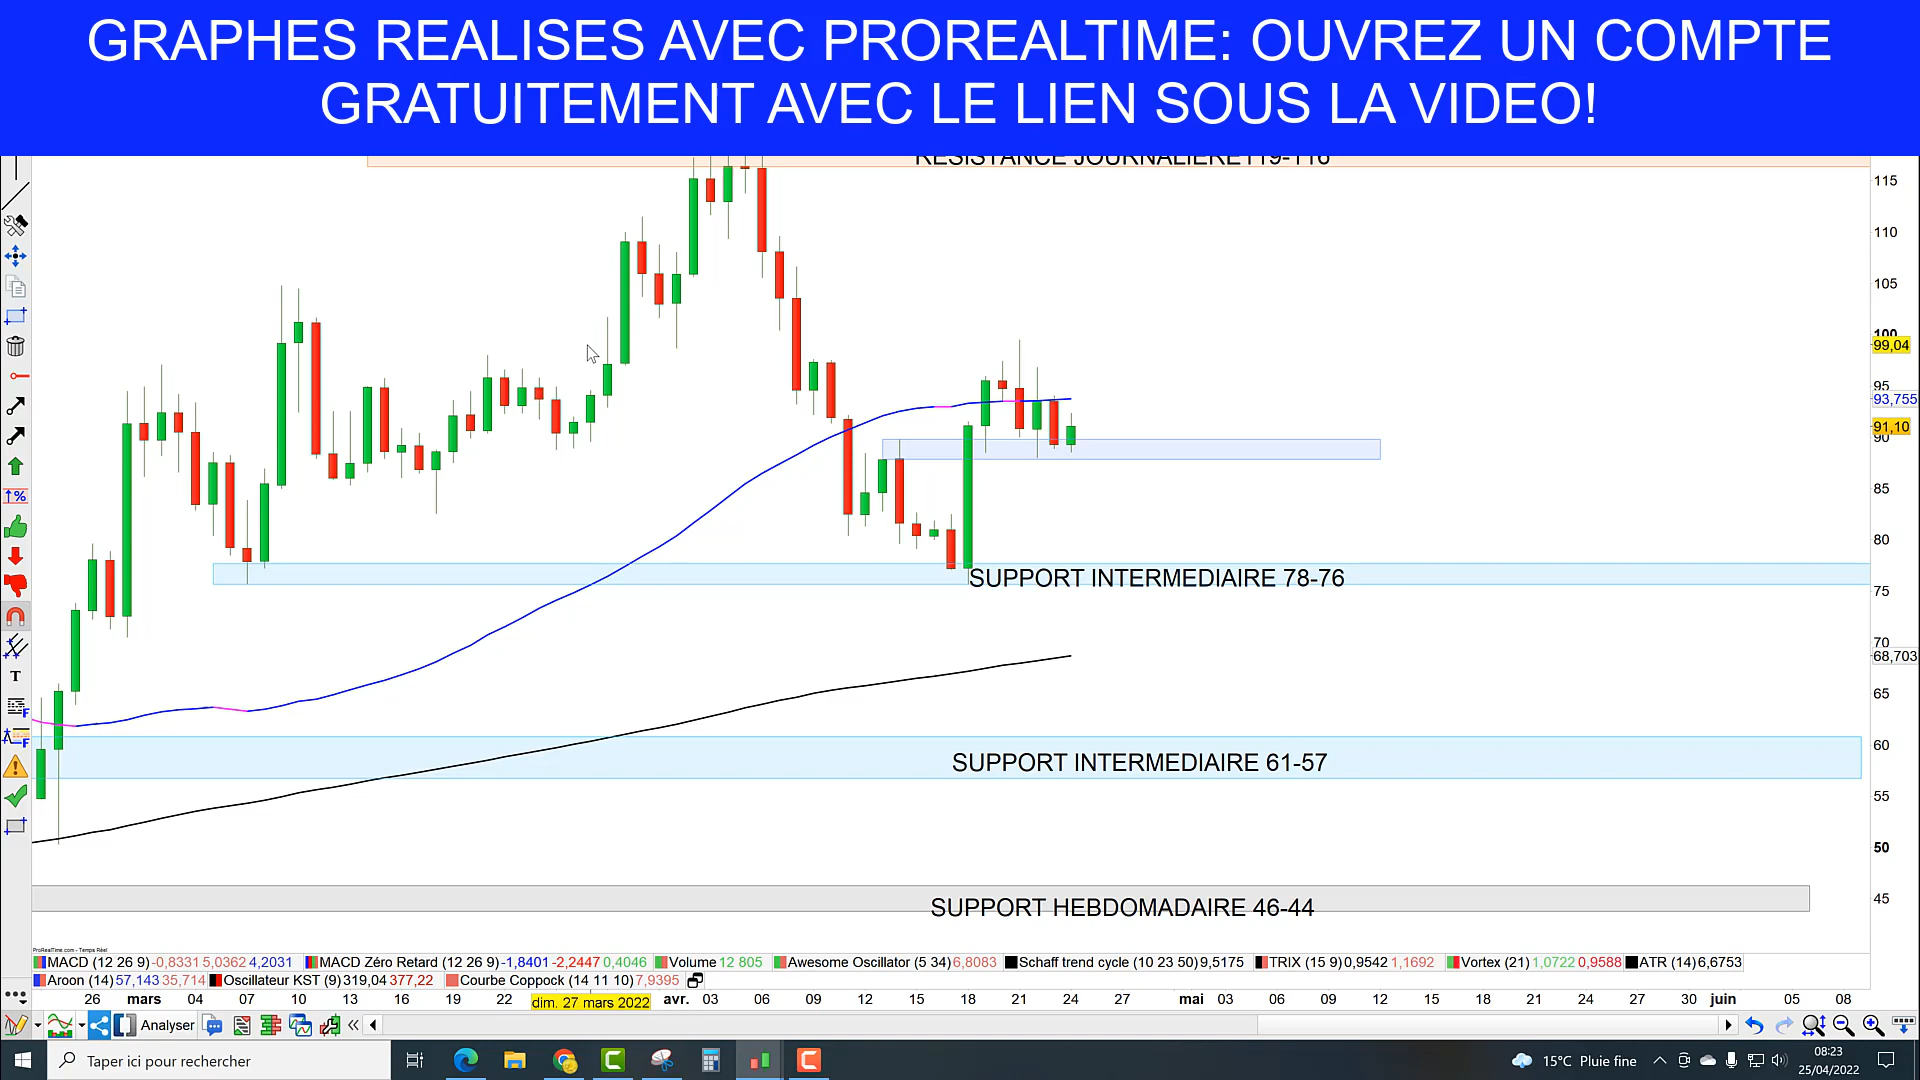 GRAPHES REALISES AVEC PROREALTIME: OUVREZ UN COMPTE
GRATUITEMENT AVEC LE LIEN SOUS LA VIDEO!
RESISTANCE JOURNALIERE119-116
115
110
105
100
99,04
95
93,755
91,10
90
85
SUPPORT INTERMEDIAIRE 78-76
80
75
70
68,703
65
SUPPORT INTERMEDIAIRE 61-57
60
55
50
SUPPORT HEBDOMADAIRE 46-44
45
ProRealTime.com - Temps Réel
MACD (12 26 9)-0,8331 5,0362 4,2031 MACD Zéro Retard (12 26 9)-1,8401 -2,2447 0,4046 Volume 12 805 Awesome Oscillator (5 34)6,8083 Schaff trend cycle (10 23 50)9,5175 TRIX (15 9)0,9542 1,1692 Vortex (21)1,0722 0,9588 ATR (14)6,6753
Aroon (14)57,143 35,714 Oscillateur KST (9)319,04 377,22 Courbe Coppock (14 11 10)7,9395
26 mars 04 07 10 13 16 19 22 dim. 27 mars 2022 avr. 03 06 09 12 15 18 21 24 27 mai 03 06 09 12 15 18 21 24 27 30 juin 05 08
Analyser
Taper ici pour rechercher
15°C Pluie fine
08:23
25/04/2022